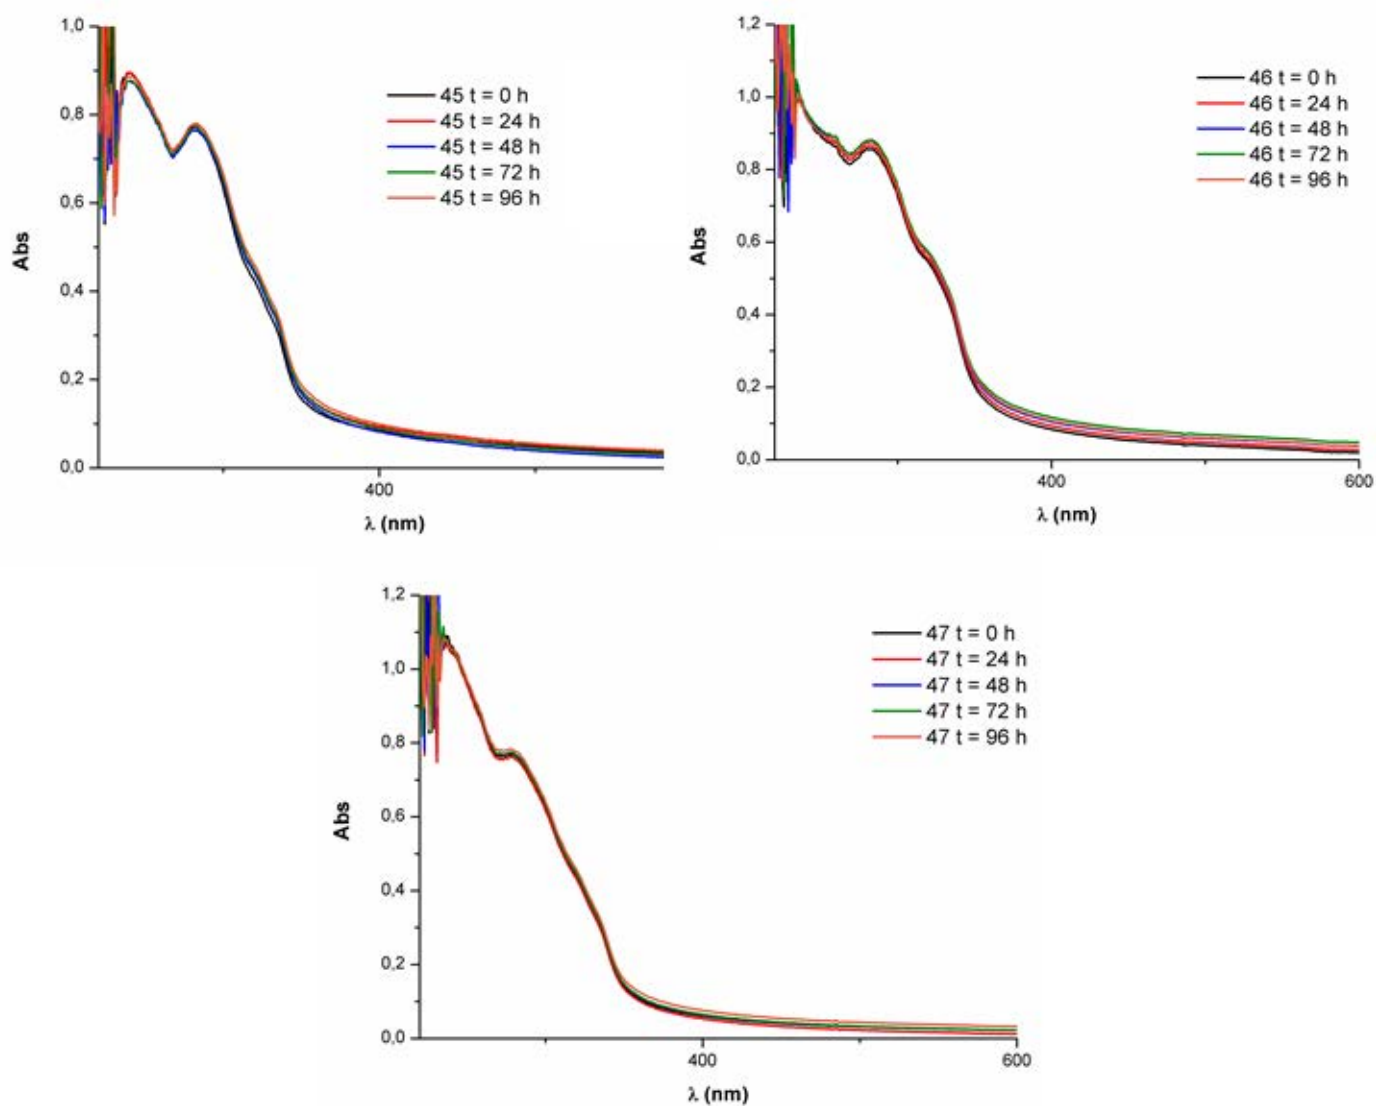 1,0
0,8
0,6
0,4
0,2
0,0
Abs
400
λ (nm)
45 t = 0 h
45 t = 24 h
45 t = 48 h
45 t = 72 h
45 t = 96 h
1,2
1,0
0,8
0,6
0,4
0,2
0,0
Abs
400
600
λ (nm)
46 t = 0 h
46 t = 24 h
46 t = 48 h
46 t = 72 h
46 t = 96 h
1,2
1,0
0,8
0,6
0,4
0,2
0,0
Abs
400
600
λ (nm)
47 t = 0 h
47 t = 24 h
47 t = 48 h
47 t = 72 h
47 t = 96 h